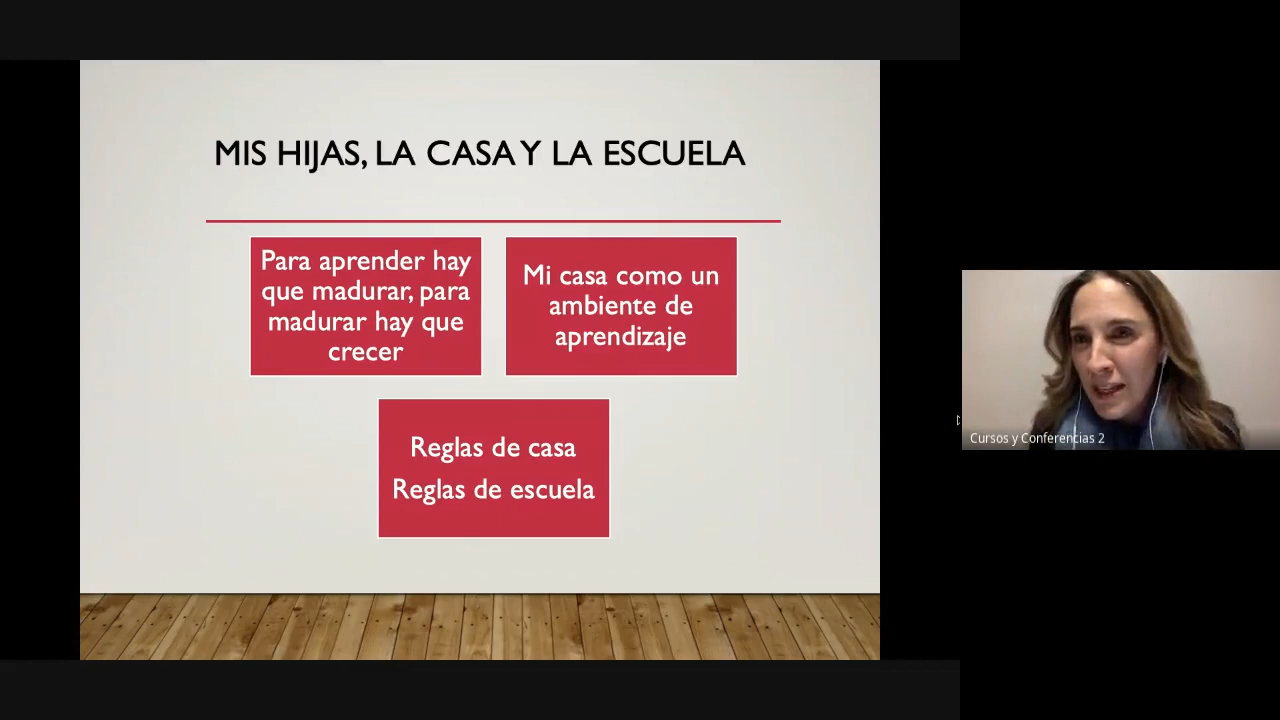 MIS HIJAS, LA CASA Y LA ESCUELA
Para aprender hay
que madurar, para
madurar hay que
crecer
Mi casa como un
ambiente de
aprendizaje
Reglas de casa
Reglas de escuela
Cursos y Conferencias 2